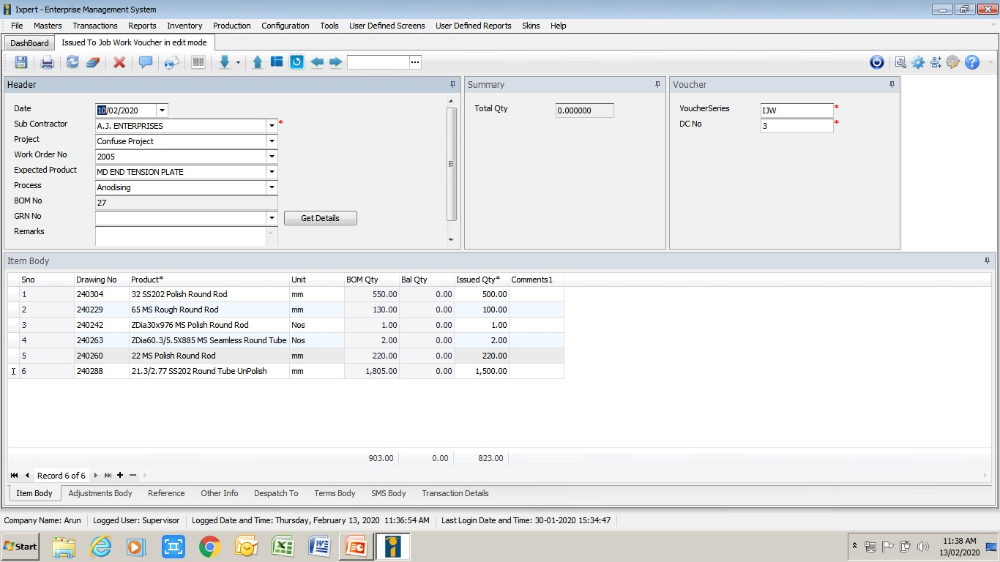 Ixpert - Enterprise Management System
File Masters Transactions Reports Inventory Production Configuration Tools User Defined Screens User Defined Reports Skins Help
DashBoard Issued To Job Work Voucher in edit mode
Header Summary Voucher
Date 10/02/2020 Total Qty 0.000000 VoucherSeries IJW *
Sub Contractor A.J. ENTERPRISES * DC No 3 *
Project Confuse Project
Work Order No 2005
Expected Product MD END TENSION PLATE
Process Anodising
BOM No 27
GRN No Get Details
Remarks
Item Body
Sno Drawing No Product* Unit BOM Qty Bal Qty Issued Qty* Comments1
1 240304 32 SS202 Polish Round Rod mm 550.00 0.00 500.00
2 240229 65 MS Rough Round Rod mm 130.00 0.00 100.00
3 240242 ZDia30x976 MS Polish Round Rod Nos 1.00 0.00 1.00
4 240263 ZDia60.3/5.5X885 MS Seamless Round Tube Nos 2.00 0.00 2.00
5 240260 22 MS Polish Round Rod mm 220.00 0.00 220.00
6 240288 21.3/2.77 SS202 Round Tube UnPolish mm 1,805.00 0.00 1,500.00
903.00 0.00 823.00
Record 6 of 6
Item Body Adjustments Body Reference Other Info Despatch To Terms Body SMS Body Transaction Details
Company Name: Arun Logged User: Supervisor Logged Date and Time: Thursday, February 13, 2020 11:36:54 AM Last Login Date and Time: 30-01-2020 15:34:47
Start 11:38 AM
13/02/2020